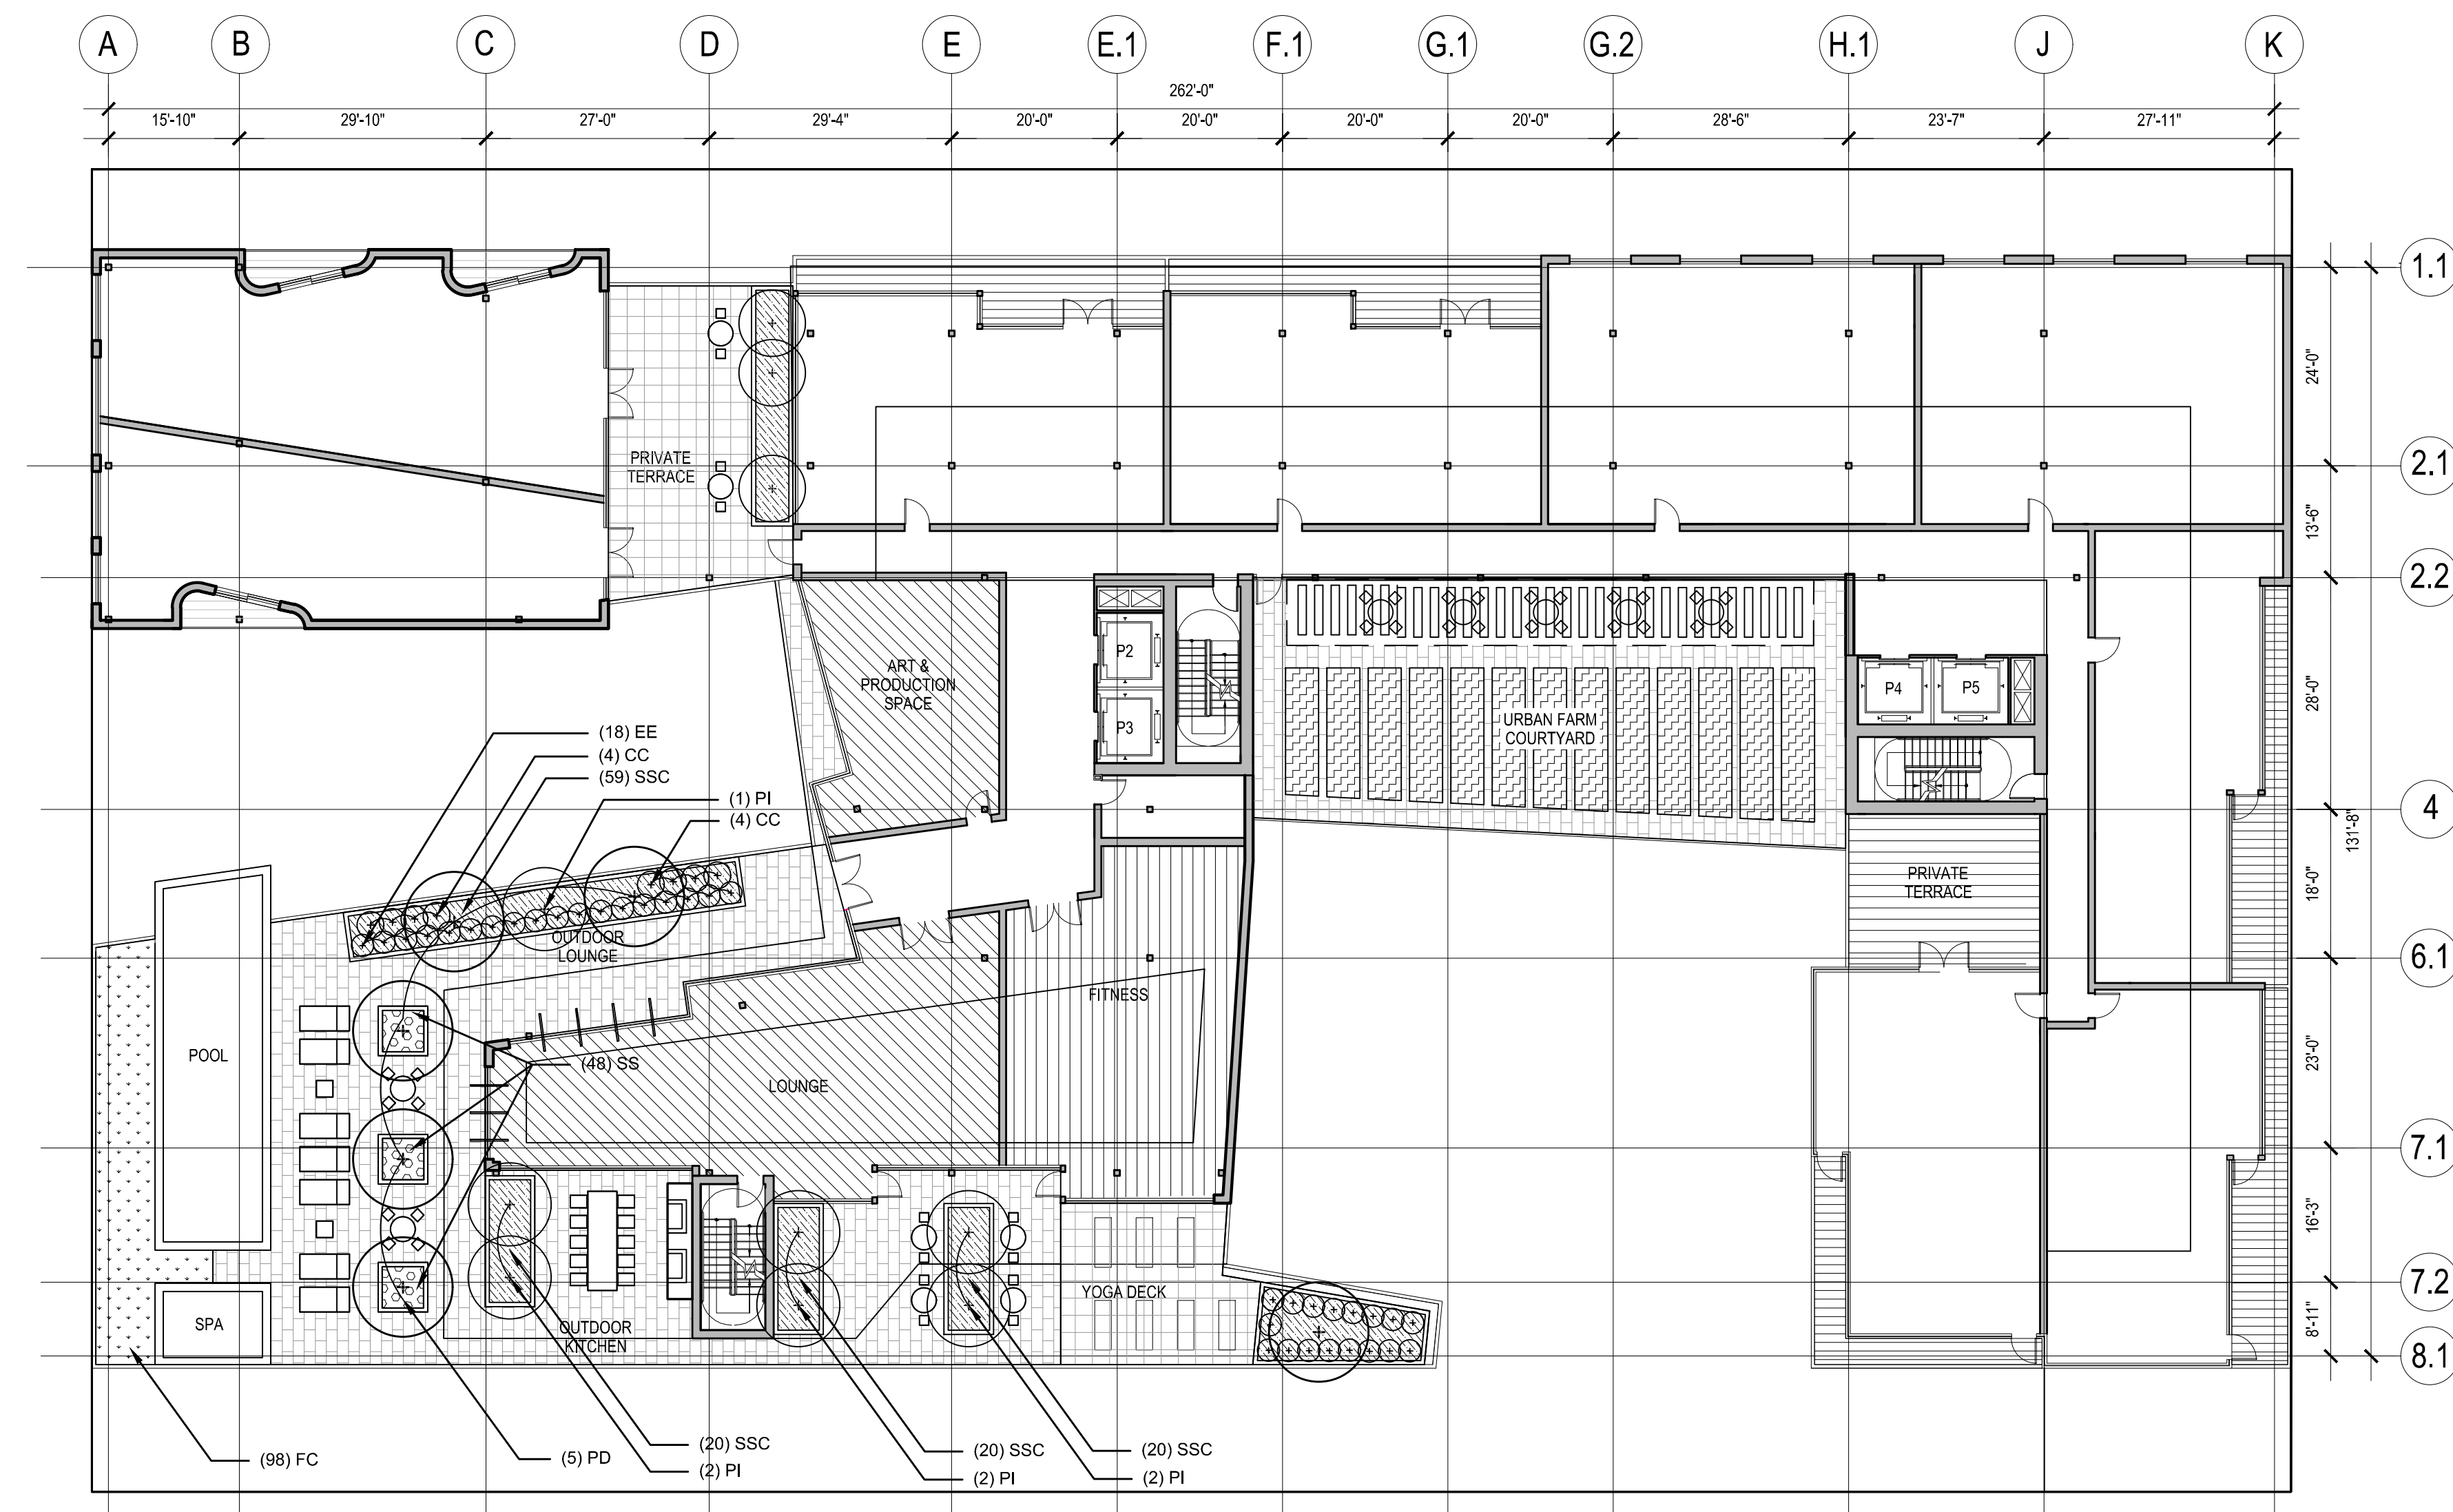 A
B
C
D
E
E.1
F.1
G.1
G.2
H.1
J
K
262'-0"
15'-10"
29'-10"
27'-0"
29'-4"
20'-0"
20'-0"
20'-0"
20'-0"
28'-6"
23'-7"
27'-11"
1.1
24'-0"
2.1
13'-6"
2.2
28'-0"
4
131'-8"
18'-0"
6.1
23'-0"
7.1
16'-3"
7.2
8'-11"
8.1
PRIVATE
TERRACE
ART &
PRODUCTION
SPACE
P2
P3
URBAN FARM
COURTYARD
P4
P5
(18) EE
(4) CC
(59) SSC
(1) PI
(4) CC
PRIVATE
TERRACE
OUTDOOR
LOUNGE
FITNESS
POOL
(48) SS
LOUNGE
YOGA DECK
SPA
OUTDOOR
KITCHEN
(98) FC
(5) PD
(20) SSC
(2) PI
(20) SSC
(2) PI
(20) SSC
(2) PI